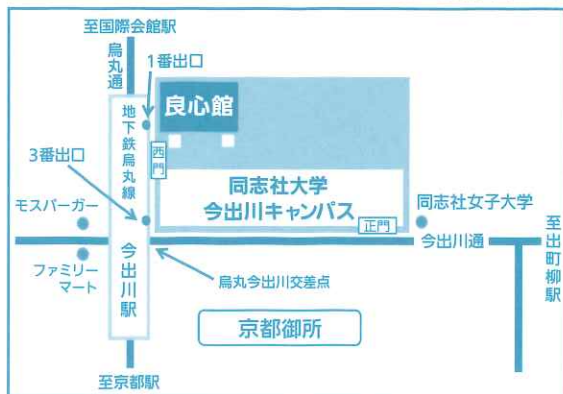 至国際会館駅
烏丸通
1番出口
良心館
地下鉄烏丸線
西門
3番出口
同志社大学
今出川キャンパス
正門
同志社女子大学
モスバーガー
今出川通
至出町柳駅
ファミリー
マート
今出川駅
烏丸今出川交差点
京都御所
至京都駅